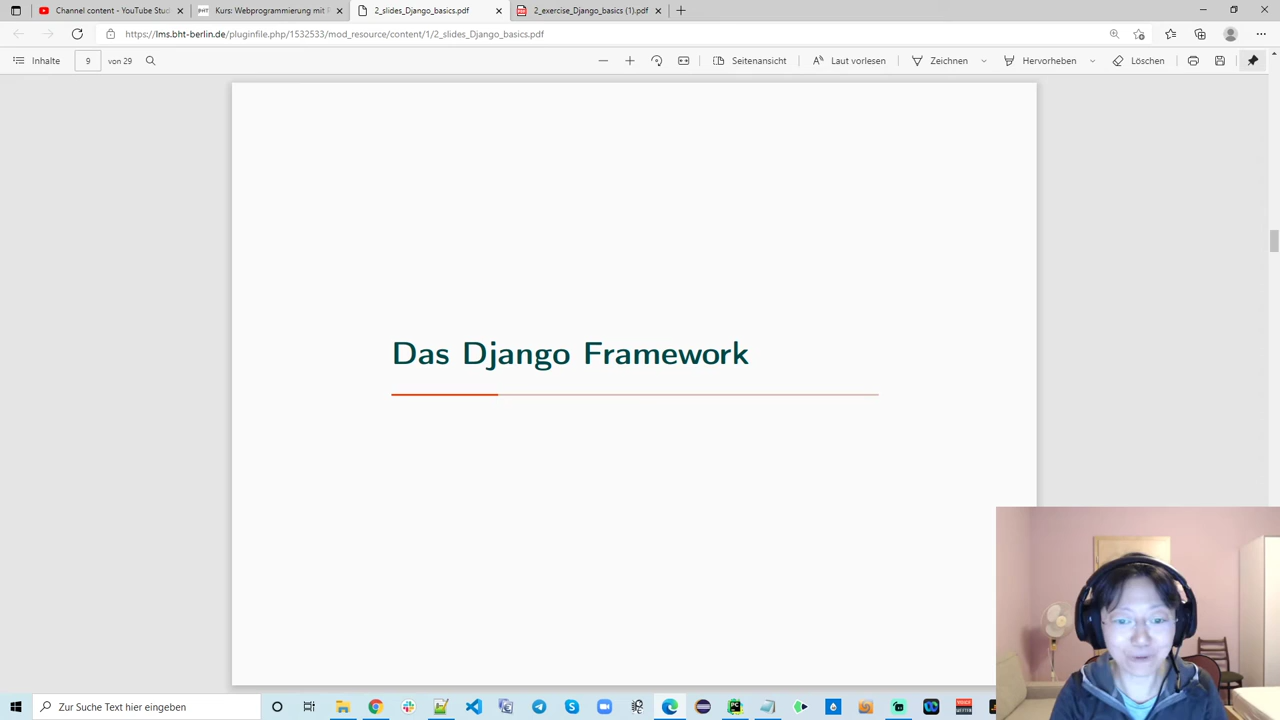 Channel content - YouTube Stud
Kurs: Webprogrammierung mit F
2_slides_Django_basics.pdf
2_exercise_Django_basics (1).pdf
https://lms.bht-berlin.de/pluginfile.php/1532533/mod_resource/content/1/2_slides_Django_basics.pdf
Inhalte
9
von 29
Seitenansicht
Laut vorlesen
Zeichnen
Hervorheben
Löschen
Das Django Framework
Zur Suche Text hier eingeben